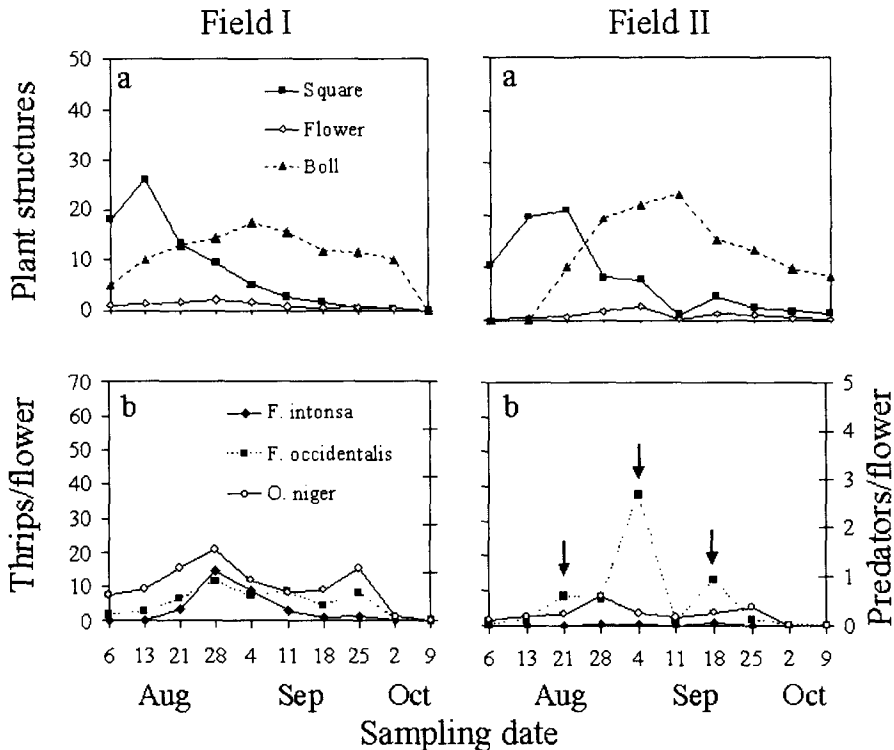 Field I
Field II
Plant structures
50
40
30
20
10
0
a
Square
Flower
Boll
a
Thrips/flower
70
60
50
40
30
20
10
0
b
F. intonsa
F. occidentalis
O. niger
b
5
4
3
2
1
0
Predators/flower
6 13 21 28 4 11 18 25 2 9
6 13 21 28 4 11 18 25 2 9
Aug Sep Oct
Aug Sep Oct
Sampling date